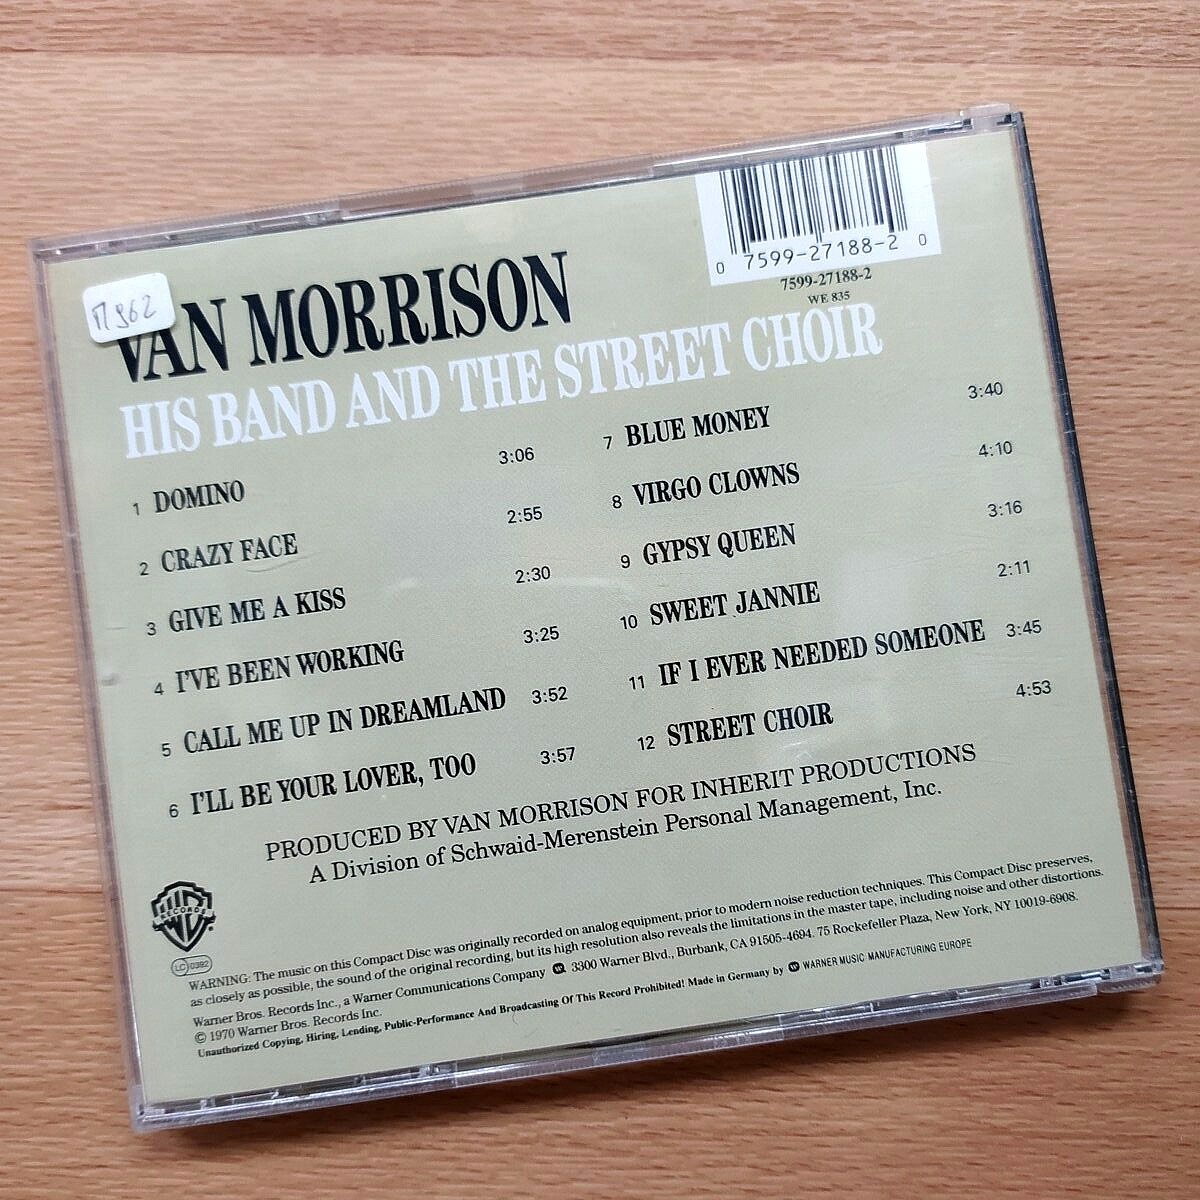 0 7599-27188-2 0
7599-27188-2
WE 835
962
VAN MORRISON
HIS BAND AND THE STREET CHOIR
1 DOMINO 3:06
2 CRAZY FACE 2:55
3 GIVE ME A KISS 2:30
4 I'VE BEEN WORKING 3:25
5 CALL ME UP IN DREAMLAND 3:52
6 I'LL BE YOUR LOVER, TOO 3:57
7 BLUE MONEY 3:40
8 VIRGO CLOWNS 4:10
9 GYPSY QUEEN 3:16
10 SWEET JANNIE 2:11
11 IF I EVER NEEDED SOMEONE 3:45
12 STREET CHOIR 4:53
PRODUCED BY VAN MORRISON FOR INHERIT PRODUCTIONS
A Division of Schwaid-Merenstein Personal Management, Inc.
RECORDS
LC 0392
WARNING: The music on this Compact Disc was originally recorded on analog equipment, prior to modern noise reduction techniques. This Compact Disc preserves,
as closely as possible, the sound of the original recording, but its high resolution also reveals the limitations in the master tape, including noise and other distortions.
Warner Bros. Records Inc., a Warner Communications Company 3300 Warner Blvd., Burbank, CA 91505-4694. 75 Rockefeller Plaza, New York, NY 10019-6908.
© 1970 Warner Bros. Records Inc.
Unauthorized Copying, Hiring, Lending, Public-Performance And Broadcasting Of This Record Prohibited! Made in Germany by WARNER MUSIC MANUFACTURING EUROPE